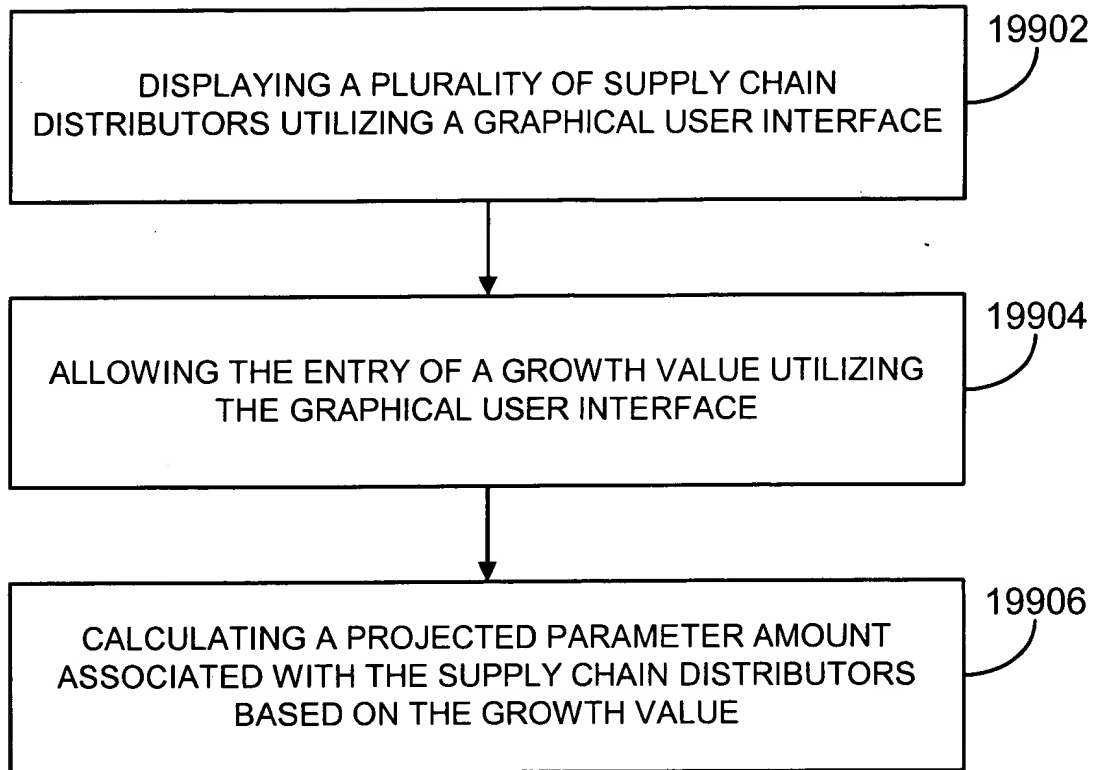 19902
DISPLAYING A PLURALITY OF SUPPLY CHAIN
DISTRIBUTORS UTILIZING A GRAPHICAL USER INTERFACE
19904
ALLOWING THE ENTRY OF A GROWTH VALUE UTILIZING
THE GRAPHICAL USER INTERFACE
19906
CALCULATING A PROJECTED PARAMETER AMOUNT
ASSOCIATED WITH THE SUPPLY CHAIN DISTRIBUTORS
BASED ON THE GROWTH VALUE